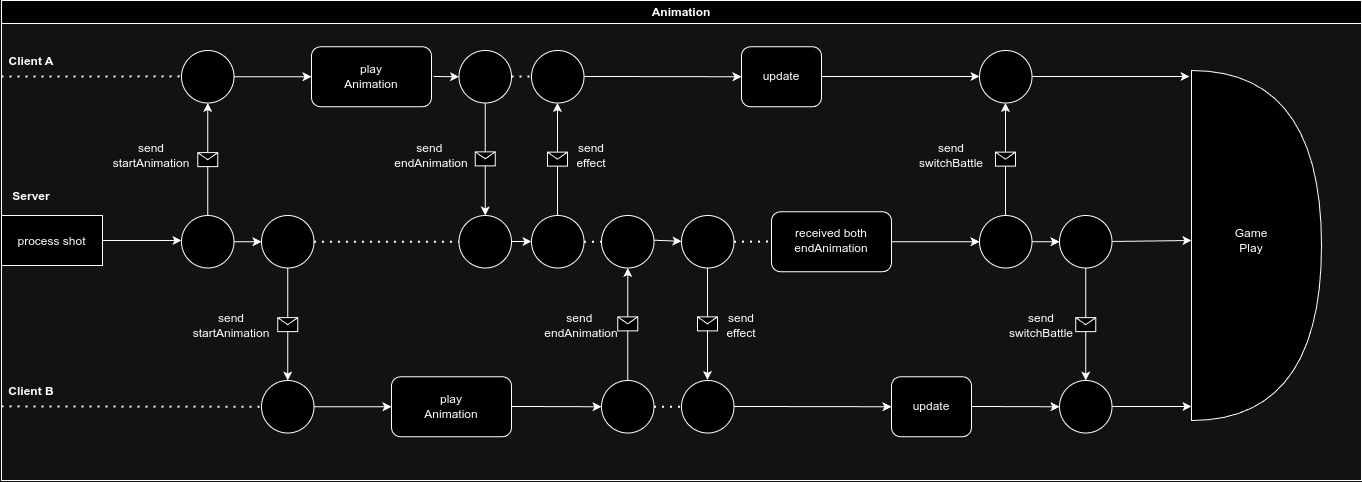 Animation
Client A
play
Animation
update
send
startAnimation
send
endAnimation
send
effect
send
switchBattle
Server
process shot
received both
endAnimation
Game
Play
send
startAnimation
send
endAnimation
send
effect
send
switchBattle
Client B
play
Animation
update